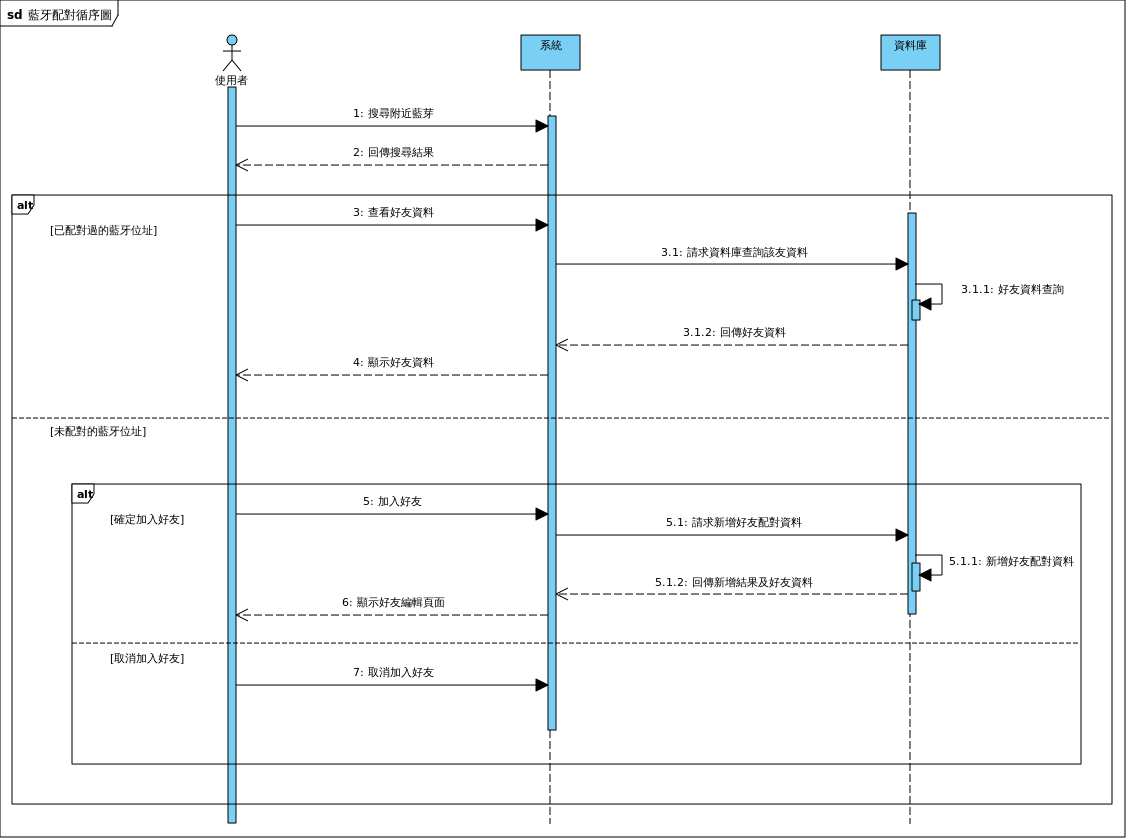 sd 藍牙配對循序圖
使用者
系統
資料庫
1: 搜尋附近藍芽
2: 回傳搜尋結果
alt
3: 查看好友資料
[已配對過的藍牙位址]
3.1: 請求資料庫查詢該友資料
3.1.1: 好友資料查詢
3.1.2: 回傳好友資料
4: 顯示好友資料
[未配對的藍牙位址]
alt
5: 加入好友
[確定加入好友]
5.1: 請求新增好友配對資料
5.1.1: 新增好友配對資料
5.1.2: 回傳新增結果及好友資料
6: 顯示好友編輯頁面
[取消加入好友]
7: 取消加入好友